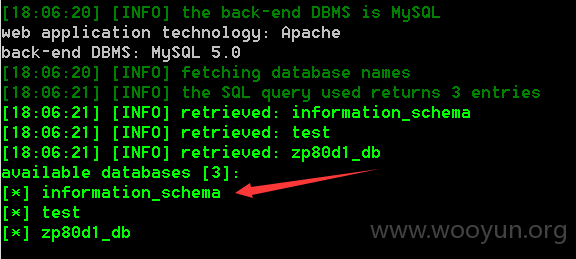 [18:06:20] [INFO] the back-end DBMS is MySQL
web application technology: Apache
back-end DBMS: MySQL 5.0
[18:06:20] [INFO] fetching database names
[18:06:21] [INFO] the SQL query used returns 3 entries
[18:06:21] [INFO] retrieved: information_schema
[18:06:21] [INFO] retrieved: test
[18:06:21] [INFO] retrieved: zp80d1_db
available databases [3]:
[*] information_schema
[*] test
[*] zp80d1_db
www.wooyun.org